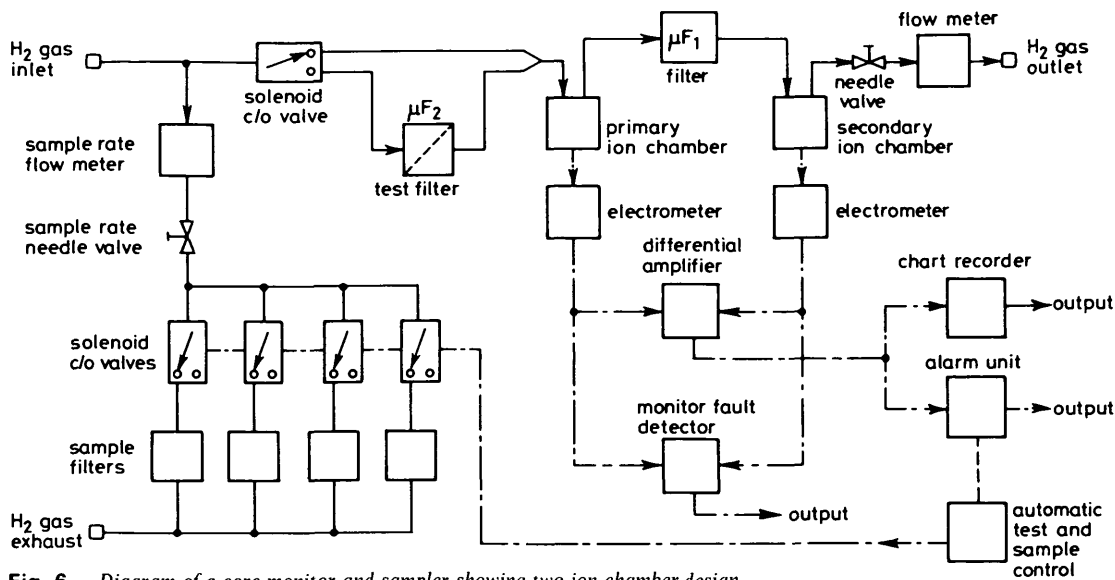 H₂ gas
inlet
solenoid
c/o valve
μF₂
test filter
μF₁
filter
primary
ion chamber
secondary
ion chamber
needle
valve
flow meter
H₂ gas
outlet
sample rate
flow meter
sample rate
needle valve
electrometer
electrometer
differential
amplifier
chart recorder
output
solenoid
c/o valves
alarm unit
output
monitor fault
detector
output
sample
filters
H₂ gas
exhaust
automatic
test and
sample
control
Fig. 6 Diagram of a core monitor and sampler showing two ion chamber design